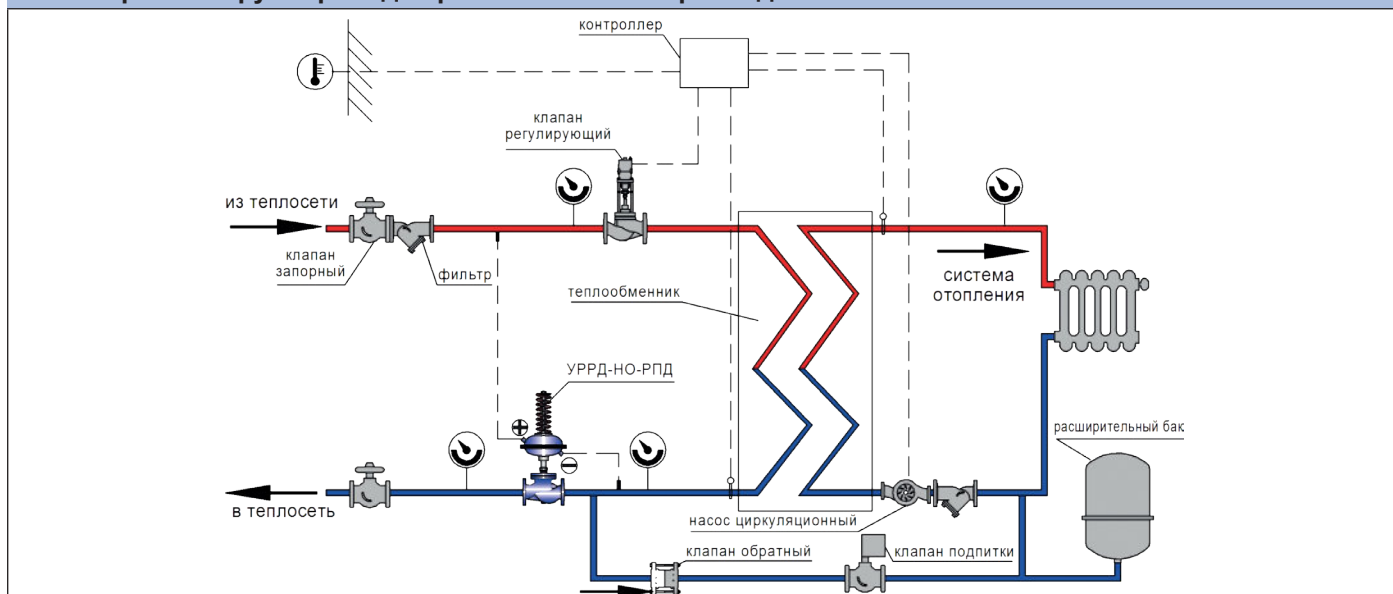 контроллер
клапан
регулирующий
из теплосети
клапан
запорный
фильтр
теплообменник
система
отопления
УРРД-НО-РПД
расширительный бак
в теплосеть
насос циркуляционный
клапан обратный
клапан подпитки